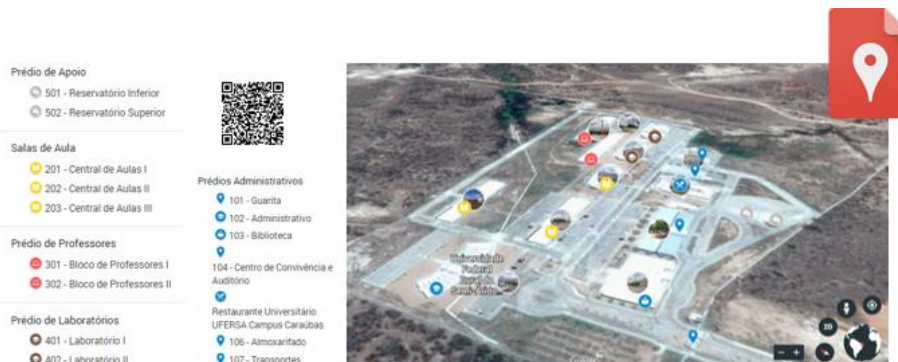 Prédio de Apoio
501 - Reservatório Inferior
502 - Reservatório Superior
Salas de Aula
201 - Central de Aulas I
202 - Central de Aulas II
203 - Central de Aulas III
Prédio de Professores
301 - Bloco de Professores I
302 - Bloco de Professores II
Prédio de Laboratórios
401 - Laboratório I
402 - Laboratório II
Prédios Administrativos
101 - Guarita
102 - Administrativo
103 - Biblioteca
104 - Centro de Convivência e
Auditório
Restaurante Universitário
UFERSA Campus Caraúbas
106 - Almoxarifado
107 - Transportes
Universidade
Federal
Rural do
Semi-Árido
2D